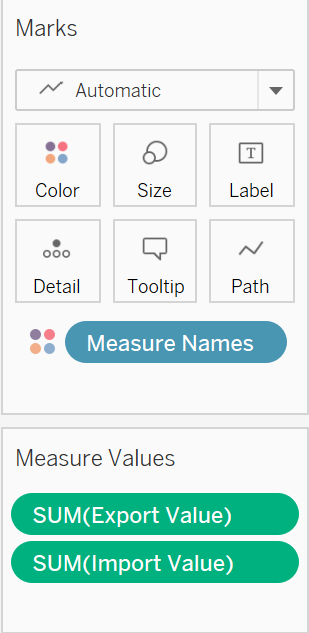 Marks
Automatic
Color Size Label
Detail Tooltip Path
Measure Names
Measure Values
SUM(Export Value)
SUM(Import Value)